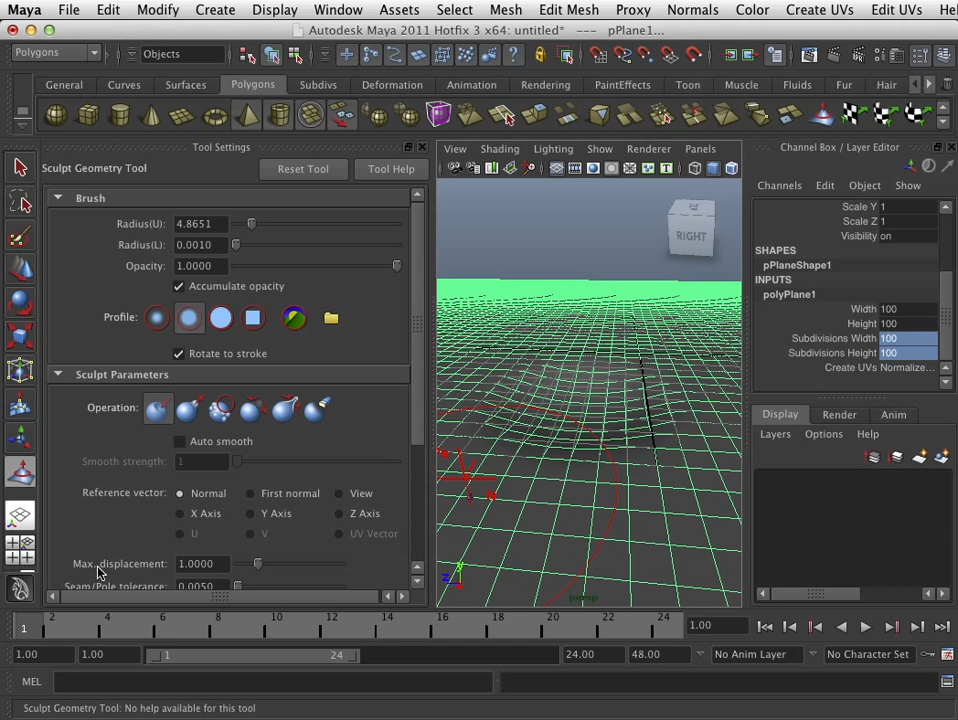 Maya File Edit Modify Create Display Window Assets Select Mesh Edit Mesh Proxy Normals Color Create UVs Edit UVs He
Autodesk Maya 2011 Hotfix 3 x64: untitled* --- pPlane1...
Polygons Objects
General Curves Surfaces Polygons Subdivs Deformation Animation Rendering PaintEffects Toon Muscle Fluids Fur Hair
Tool Settings
Sculpt Geometry Tool Reset Tool Tool Help
Brush
Radius(U): 4.8651
Radius(L): 0.0010
Opacity: 1.0000
Accumulate opacity
Profile:
Rotate to stroke
Sculpt Parameters
Operation:
Auto smooth
Smooth strength: 1
Reference vector: Normal First normal View
X Axis Y Axis Z Axis
U V UV Vector
Max. displacement: 1.0000
Seam/Pole tolerance: 0.0050
View Shading Lighting Show Renderer Panels
RIGHT
N
y
z
persp
Channel Box / Layer Editor
Channels Edit Object Show
Scale Y 1
Scale Z 1
Visibility on
SHAPES
pPlaneShape1
INPUTS
polyPlane1
Width 100
Height 100
Subdivisions Width 100
Subdivisions Height 100
Create UVs Normalize...
Display Render Anim
Layers Options Help
1 2 4 6 8 10 12 14 16 18 20 22 24 1.00
1.00 1.00 1 24 24.00 48.00 No Anim Layer No Character Set
MEL
Sculpt Geometry Tool: No help available for this tool